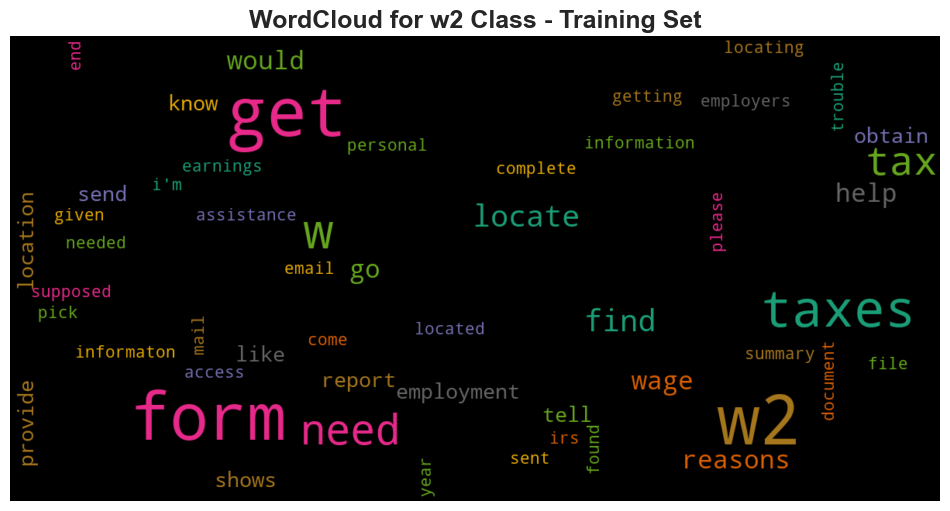 WordCloud for w2 Class - Training Set
end
would
locating
know
get
getting
employers
trouble
personal
information
obtain
earnings
complete
tax
i'm
send
help
location
given
assistance
w
locate
please
needed
email
go
supposed
pick
find
taxes
mail
located
informaton
like
come
summary
access
report
employment
wage
document
file
provide
form
need
tell
w2
irs
found
sent
reasons
shows
year